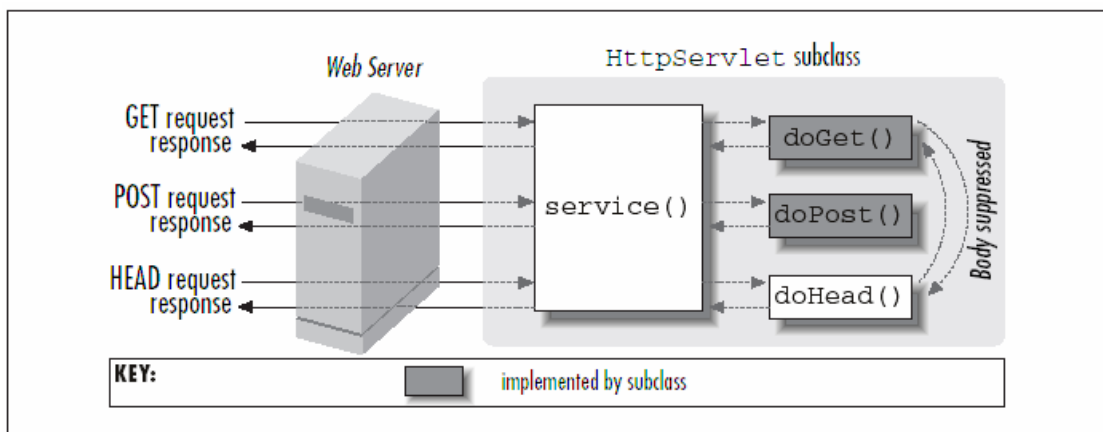 Web Server
HttpServlet subclass
GET request
response
POST request
response
HEAD request
response
service()
doGet()
doPost()
doHead()
Body suppressed
KEY:
implemented by subclass